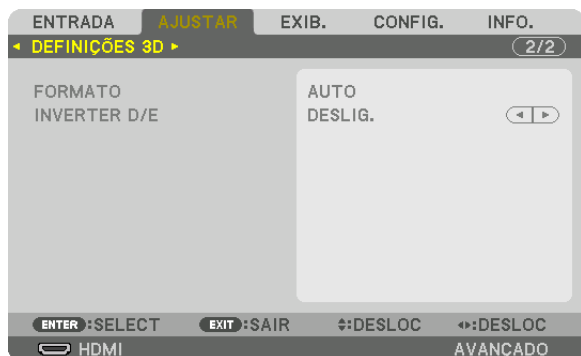 ENTRADA AJUSTAR EXIB. CONFIG. INFO.
DEFINIÇÕES 3D 2/2
FORMATO AUTO
INVERTER D/E DESLIG.
ENTER :SELECT EXIT :SAIR :DESLOC :DESLOC
HDMI AVANÇADO